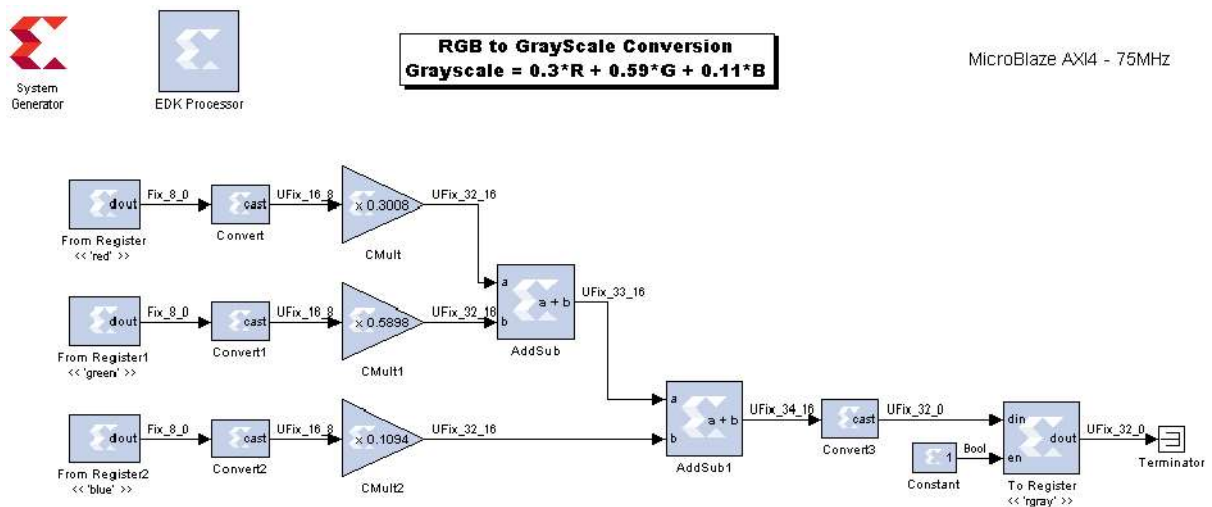 System
Generator
EDK Processor
RGB to GrayScale Conversion
Grayscale = 0.3*R + 0.59*G + 0.11*B
MicroBlaze AXI4 - 75MHz
dout
Fix_8_0
cast
UFix_16_8
x 0.3008
UFix_32_16
From Register
<< 'red' >>
Convert
CMult
a
b
a + b
UFix_33_16
AddSub
dout
Fix_8_0
cast
UFix_16_8
x 0.5898
UFix_32_16
From Register1
<< 'green' >>
Convert1
CMult1
dout
Fix_8_0
cast
UFix_16_8
x 0.1094
UFix_32_16
From Register2
<< 'blue' >>
Convert2
CMult2
a
b
a + b
UFix_34_16
AddSub1
cast
UFix_32_0
Convert3
1
Bool
Constant
din
en
dout
UFix_32_0
To Register
<< 'rgray' >>
Terminator